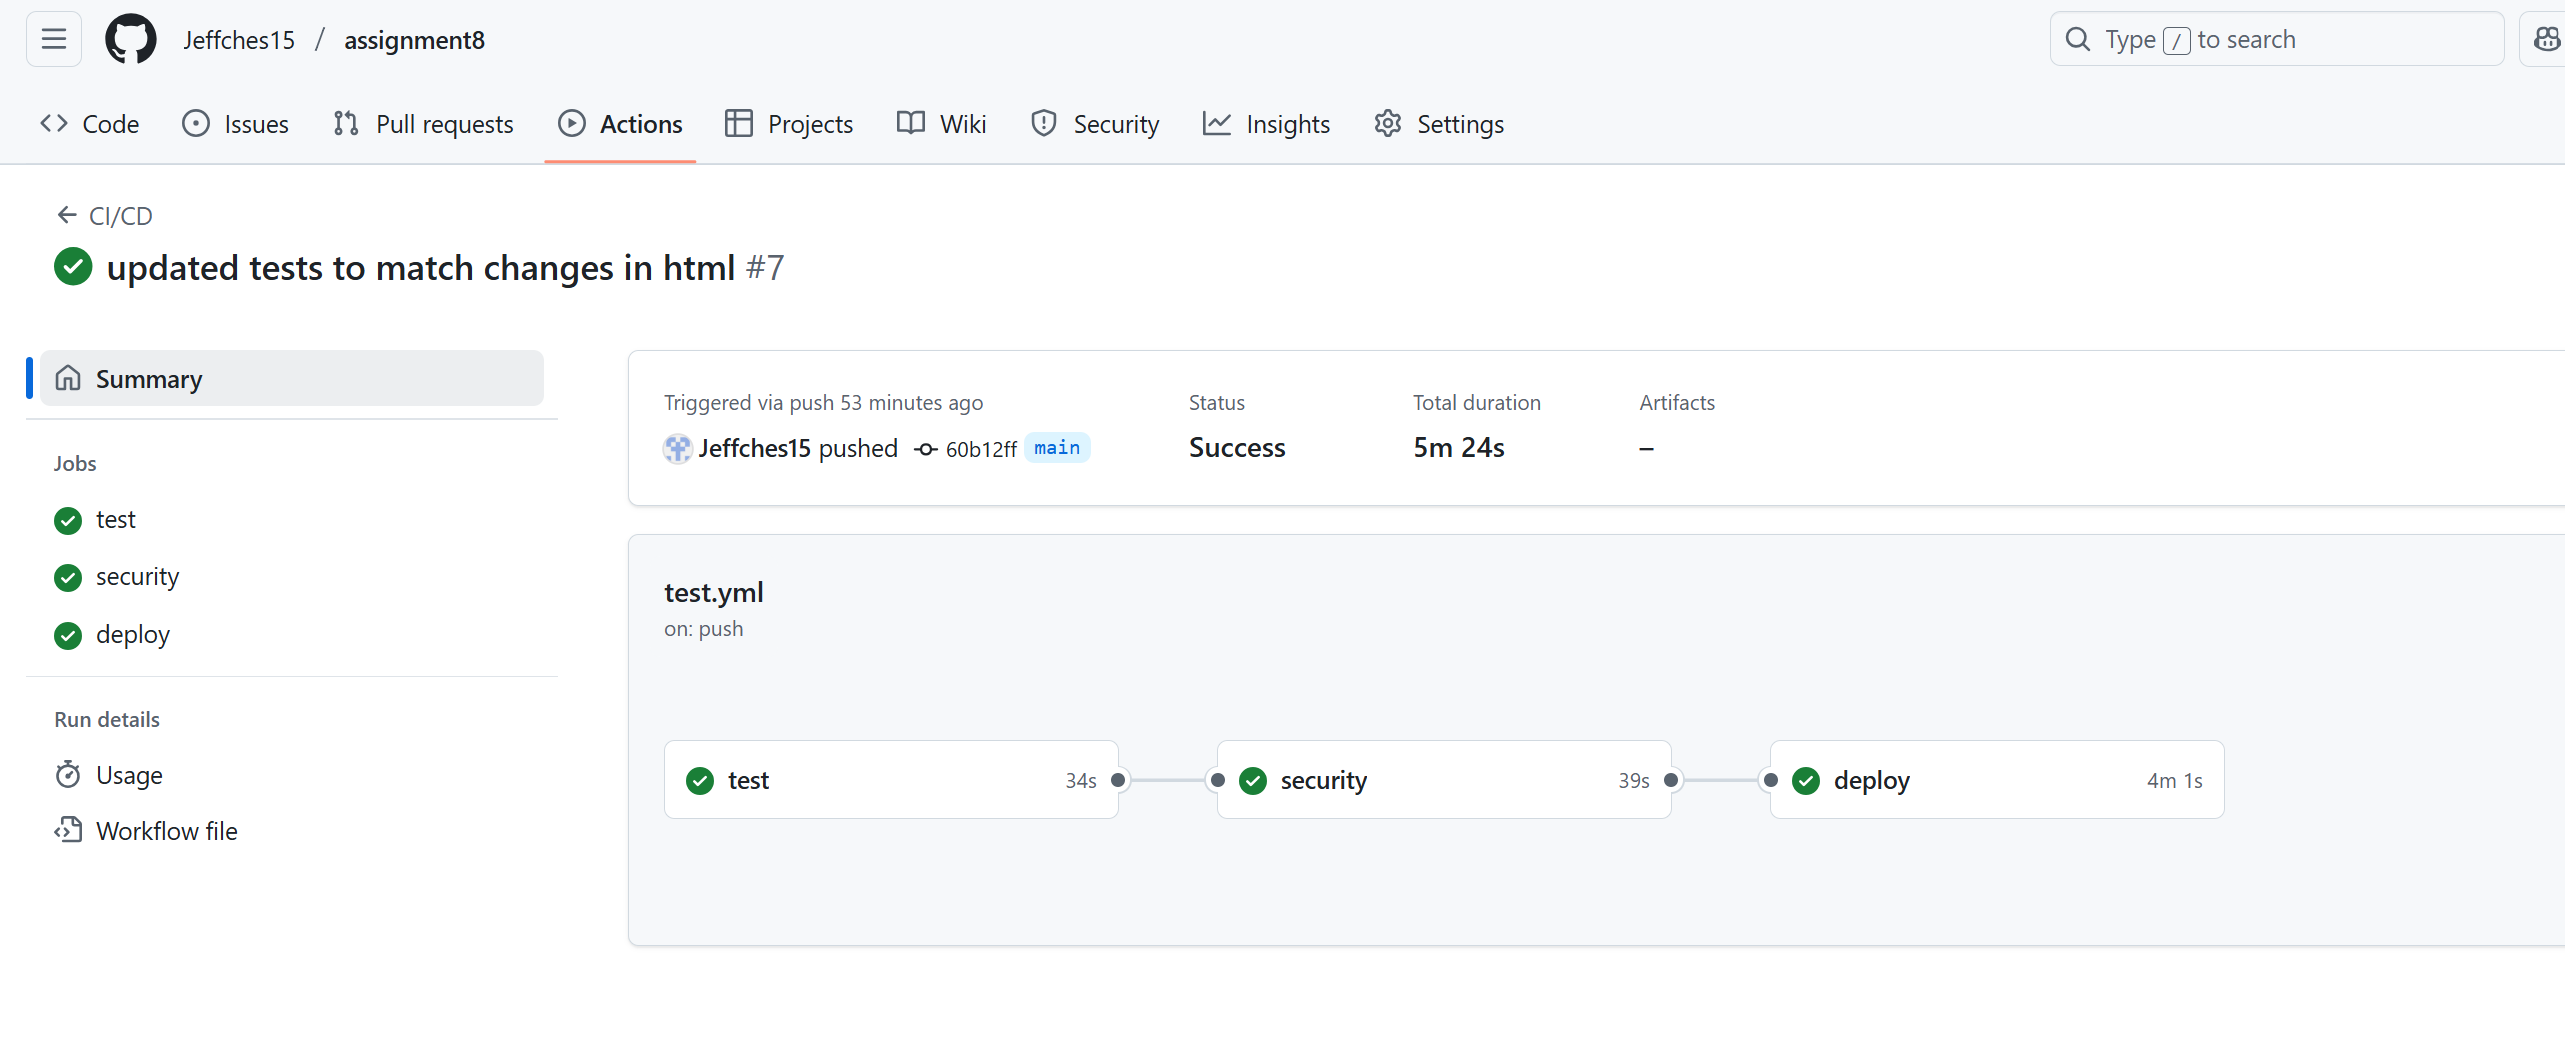 Jeffches15 / assignment8
Type / to search
Code Issues Pull requests Actions Projects Wiki Security Insights Settings
CI/CD
updated tests to match changes in html #7
Summary
Jobs
test
security
deploy
Run details
Usage
Workflow file
Triggered via push 53 minutes ago
Jeffches15 pushed 60b12ff main
Status
Success
Total duration
5m 24s
Artifacts
–
test.yml
on: push
test 34s
security 39s
deploy 4m 1s